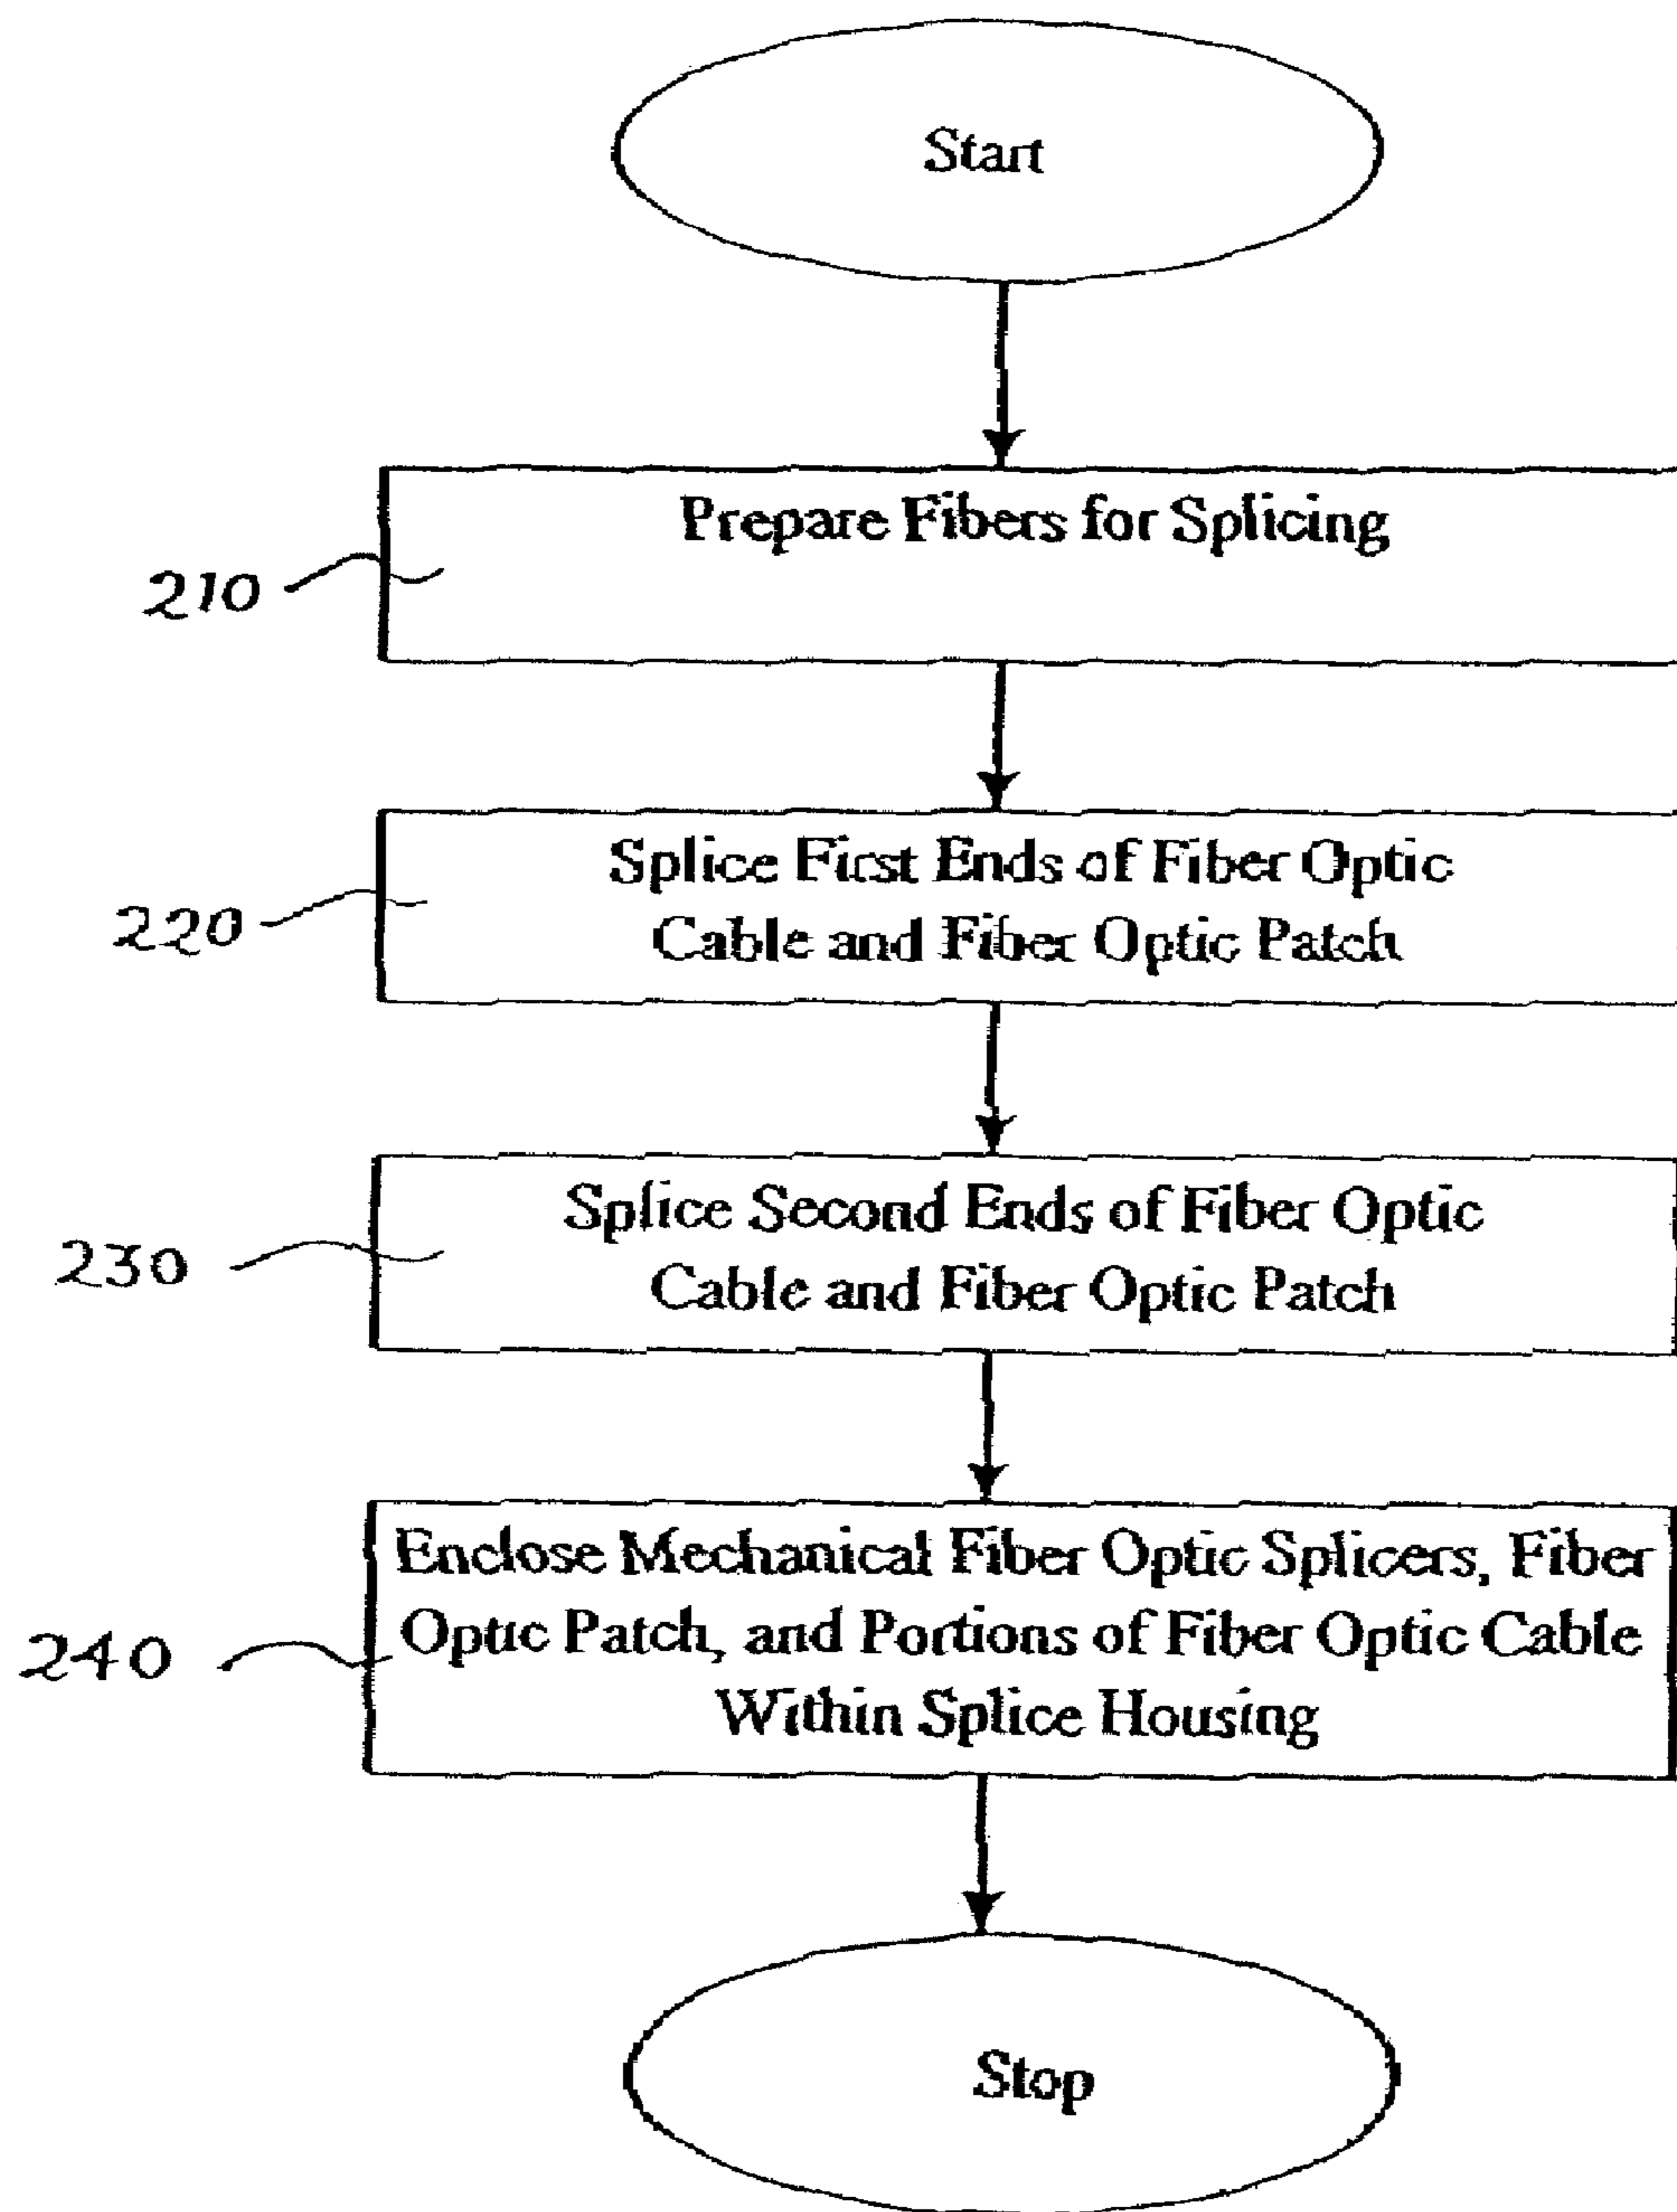 Start
Prepare Fibers for Splicing
210
Splice First Ends of Fiber Optic
Cable and Fiber Optic Patch
220
Splice Second Ends of Fiber Optic
Cable and Fiber Optic Patch
230
Enclose Mechanical Fiber Optic Splicers, Fiber
Optic Patch, and Portions of Fiber Optic Cable
Within Splice Housing
240
Stop